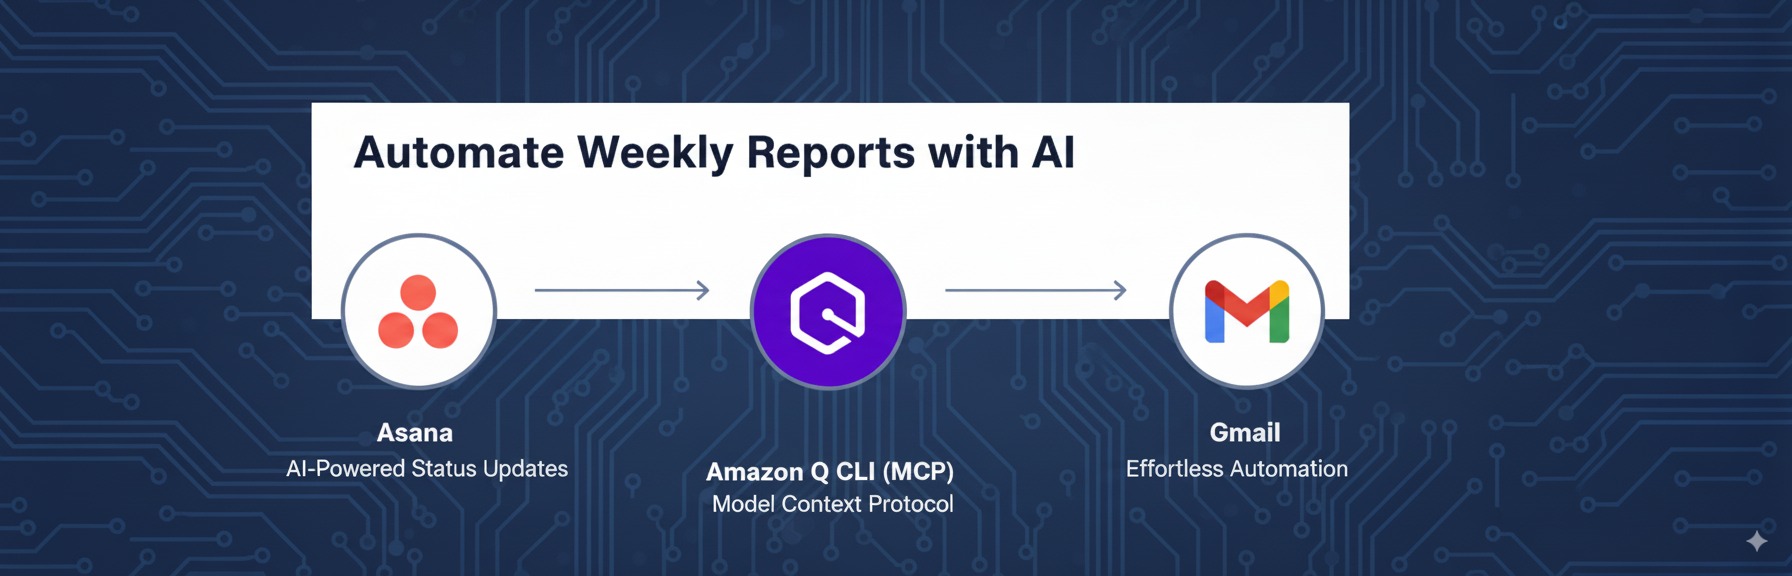 Automate Weekly Reports with AI
Asana
AI-Powered Status Updates
Amazon Q CLI (MCP)
Model Context Protocol
Gmail
Effortless Automation